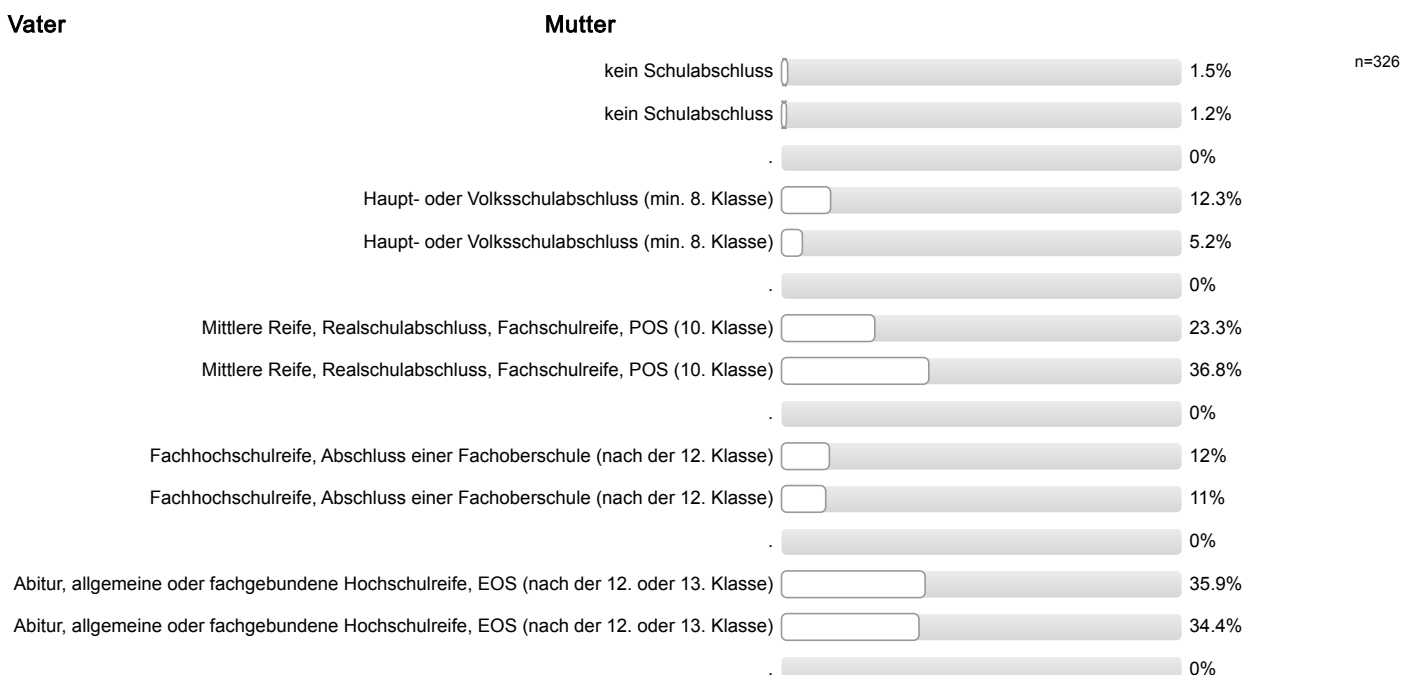 Vater Mutter
n=326
kein Schulabschluss 1.5%
kein Schulabschluss 1.2%
. 0%
Haupt- oder Volksschulabschluss (min. 8. Klasse) 12.3%
Haupt- oder Volksschulabschluss (min. 8. Klasse) 5.2%
. 0%
Mittlere Reife, Realschulabschluss, Fachschulreife, POS (10. Klasse) 23.3%
Mittlere Reife, Realschulabschluss, Fachschulreife, POS (10. Klasse) 36.8%
. 0%
Fachhochschulreife, Abschluss einer Fachoberschule (nach der 12. Klasse) 12%
Fachhochschulreife, Abschluss einer Fachoberschule (nach der 12. Klasse) 11%
. 0%
Abitur, allgemeine oder fachgebundene Hochschulreife, EOS (nach der 12. oder 13. Klasse) 35.9%
Abitur, allgemeine oder fachgebundene Hochschulreife, EOS (nach der 12. oder 13. Klasse) 34.4%
. 0%